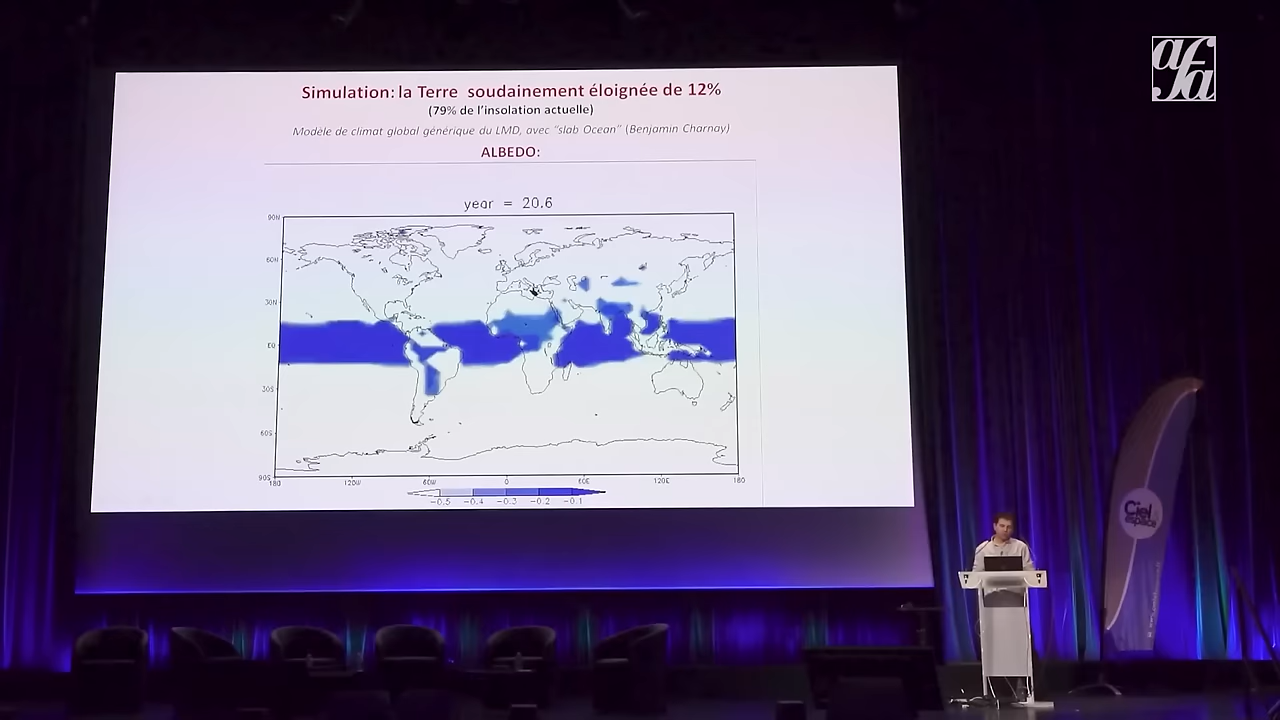 afa
Simulation: la Terre soudainement éloignée de 12%
(79% de l'insolation actuelle)
Modèle de climat global générique du LMD, avec "slab Ocean" (Benjamin Charnay)
ALBEDO:
year = 20.6
90N
60N
30N
EQ
30S
60S
90S
180 120W 60W 0 60E 120E 180
-0.5 -0.4 -0.3 -0.2 -0.1
Ciel
espace